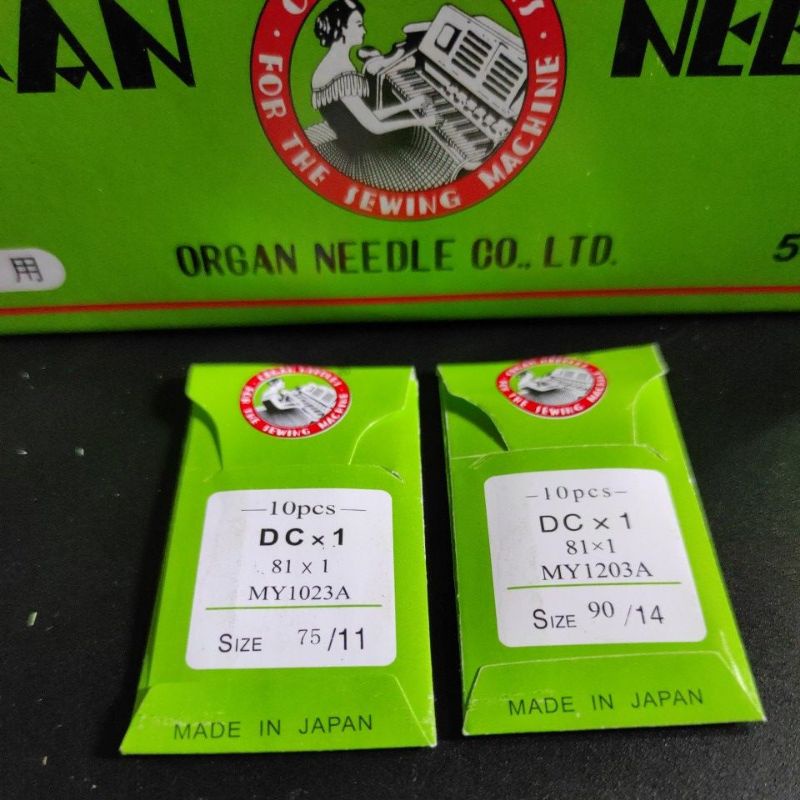 FOR THE SEWING MACHINE
用
ORGAN NEEDLE CO., LTD.
5
FOR THE SEWING MACHINE
—10pcs—
DC×1
81 x 1
MY1023A
SIZE 75/11
MADE IN JAPAN
THE SEWING MACHINE
–10pcs–
DC x 1
81×1
MY1203A
SIZE 90 /14
MADE IN JAPAN